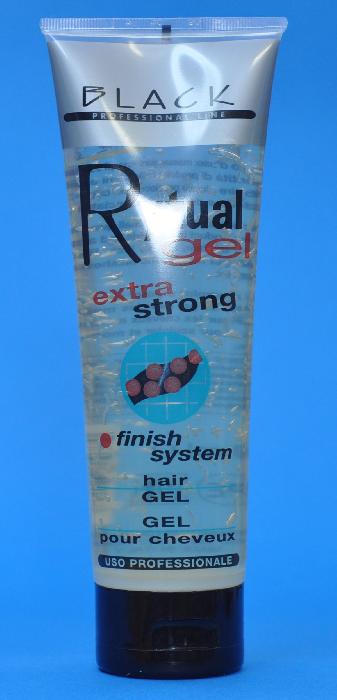 BLACK
PROFESSIONAL LINE
Ritual
gel
extra
strong
finish
system
hair
GEL
GEL
pour cheveux
USO PROFESSIONALE